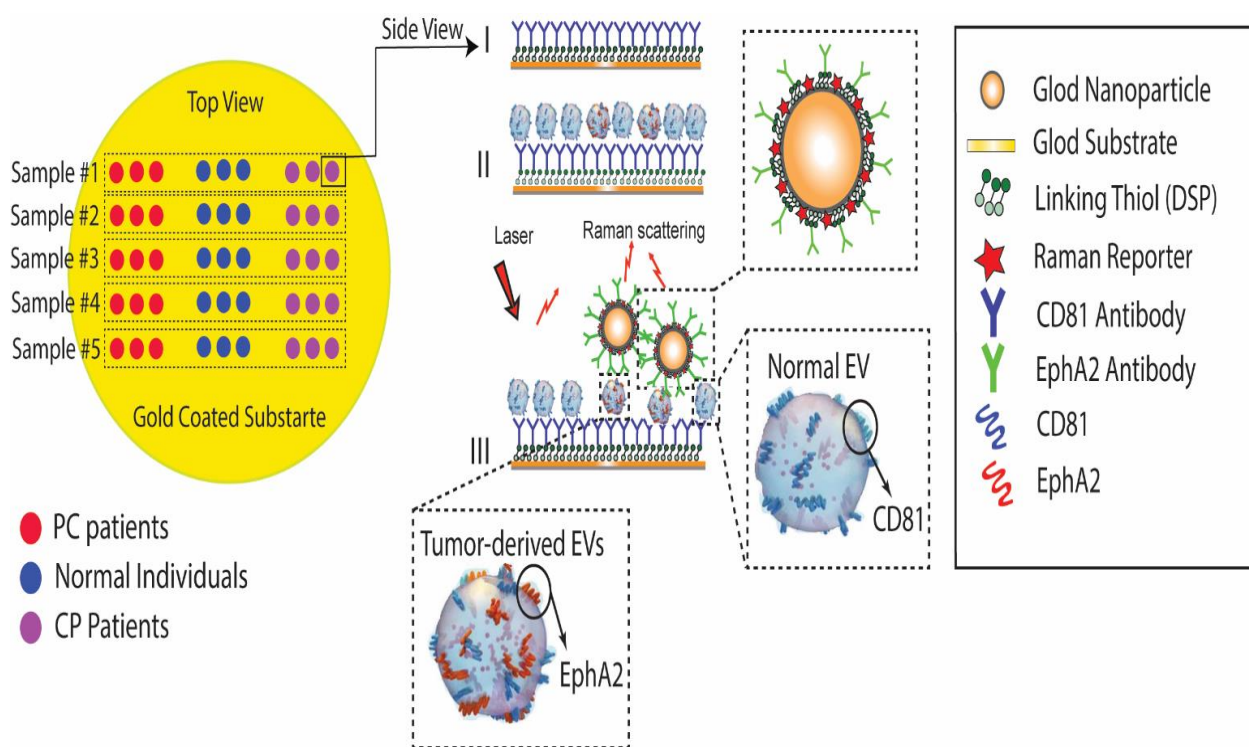 Side View
I
Top View
Sample #1
Sample #2
Sample #3
Sample #4
Sample #5
Gold Coated Substarte
PC patients
Normal Individuals
CP Patients
II
Laser
Raman scattering
III
Normal EV
CD81
Tumor-derived EVs
EphA2
Glod Nanoparticle
Glod Substrate
Linking Thiol (DSP)
Raman Reporter
CD81 Antibody
EphA2 Antibody
CD81
EphA2